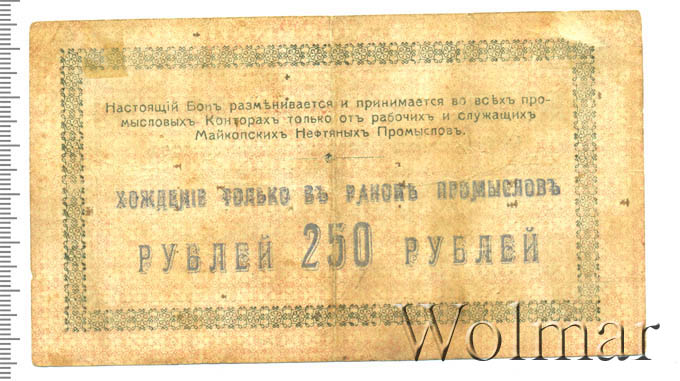 Настоящій Бонъ размѣнивается и принимается во всѣхъ про-
мысловыхъ Конторахъ только отъ рабочихъ и служащихъ
Майкопскихъ Нефтяныхъ Промысловъ.
ХОЖДЕНІЕ ТОЛЬКО ВЪ РАІОНѢ ПРОМЫСЛОВЪ
РУБЛЕЙ 250 РУБЛЕЙ
Wolmar